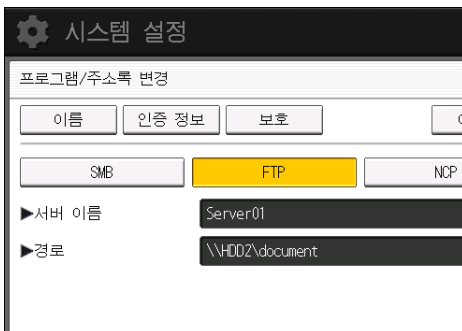 시스템 설정
프로그램/주소록 변경
이름 인증 정보 보호
SMB FTP NCP
▶서버 이름 Server01
▶경로 \\HDD2\document